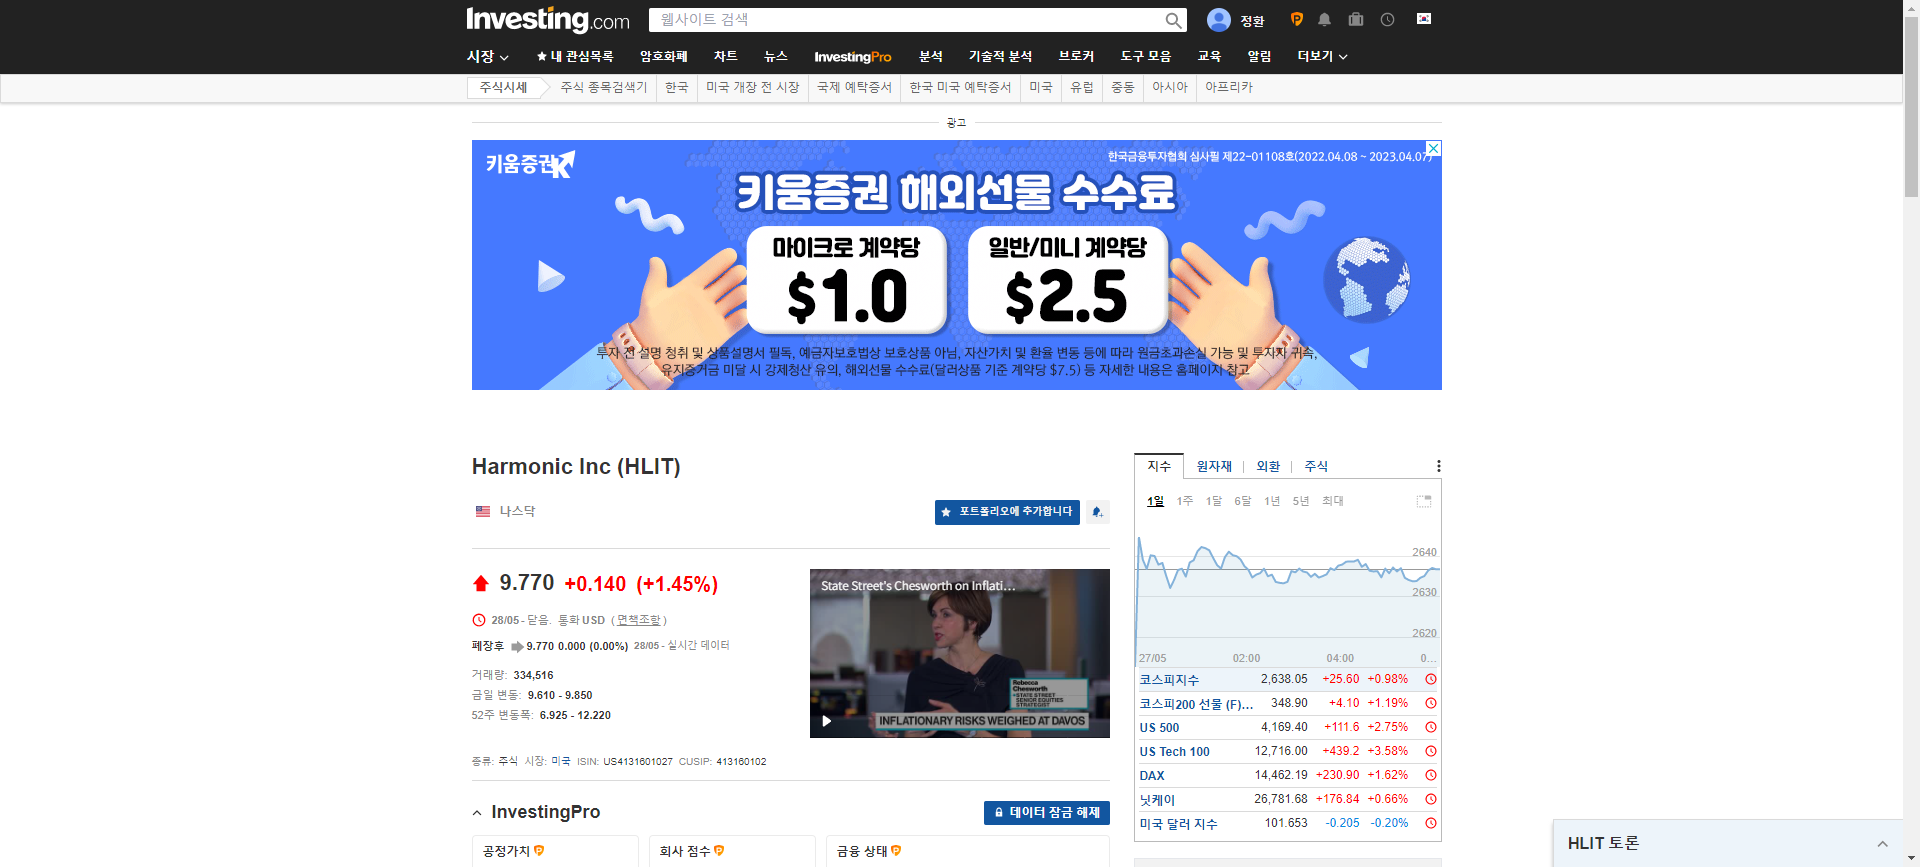 Investing.com
웹사이트 검색
정환
시장
★ 내 관심목록
암호화폐
차트
뉴스
InvestingPro
분석
기술적 분석
브로커
도구 모음
교육
알림
더보기
주식시세
주식 종목검색기
한국
미국 개장 전 시장
국제 예탁증서
한국 미국 예탁증서
미국
유럽
중동
아시아
아프리카
광고
키움증권
한국금융투자협회 심사필 제22-01108호(2022.04.08 ~ 2023.04.07)
키움증권 해외선물 수수료
마이크로 계약당
$1.0
일반/미니 계약당
$2.5
투자 전 설명 청취 및 상품설명서 필독, 예금자보호법상 보호상품 아님, 자산가치 및 환율 변동 등에 따라 원금초과손실 가능 및 투자자 귀속,
유지증거금 미달 시 강제청산 유의, 해외선물 수수료(달러상품 기준 계약당 $7.5) 등 자세한 내용은 홈페이지 참고
Harmonic Inc (HLIT)
나스닥
★ 포트폴리오에 추가합니다
9.770 +0.140 (+1.45%)
28/05 - 닫음. 통화 USD ( 면책조항 )
폐장후 9.770 0.000 (0.00%) 28/05 - 실시간 데이터
거래량: 334,516
금일 변동: 9.610 - 9.850
52주 변동폭: 6.925 - 12.220
State Street's Chesworth on Inflati...
Rebecca
Chesworth
STATE STREET
SENIOR EQUITIES
STRATEGIST
INFLATIONARY RISKS WEIGHED AT DAVOS
종류: 주식 시장: 미국 ISIN: US4131601027 CUSIP: 413160102
InvestingPro
데이터 잠금 해제
공정가치
회사 점수
금융 상태
지수
원자재
외환
주식
1일 1주 1달 6달 1년 5년 최대
2640
2630
2620
27/05 02:00 04:00 0...
코스피지수 2,638.05 +25.60 +0.98%
코스피200 선물 (F)... 348.90 +4.10 +1.19%
US 500 4,169.40 +111.6 +2.75%
US Tech 100 12,716.00 +439.2 +3.58%
DAX 14,462.19 +230.90 +1.62%
닛케이 26,781.68 +176.84 +0.66%
미국 달러 지수 101.653 -0.205 -0.20%
HLIT 토론